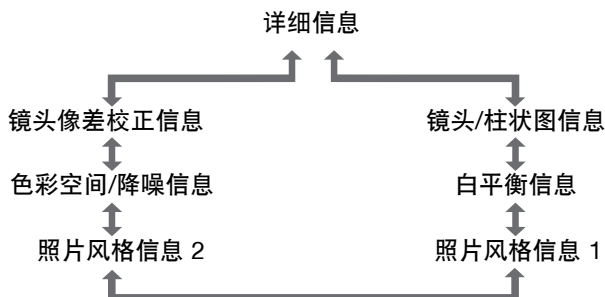 详细信息
镜头像差校正信息 镜头/柱状图信息
色彩空间/降噪信息 白平衡信息
照片风格信息 2 照片风格信息 1